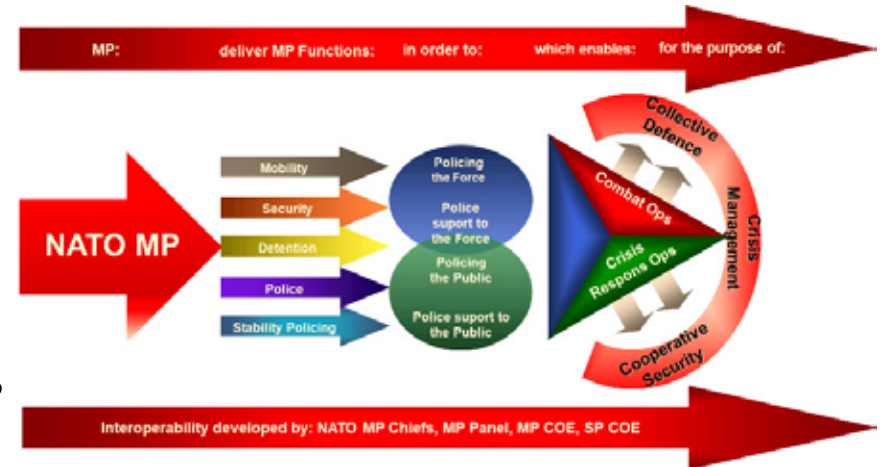 MP: deliver MP Functions: in order to: which enables: for the purpose of:
NATO MP
Mobility
Security
Detention
Police
Stability Policing
Policing
the Force
Police
suport to
the Force
Policing
the Public
Police suport to
the Public
Combat Ops
Crisis
Respons Ops
Collective
Defence
Crisis
Management
Cooperative
Security
Interoperability developed by: NATO MP Chiefs, MP Panel, MP COE, SP COE